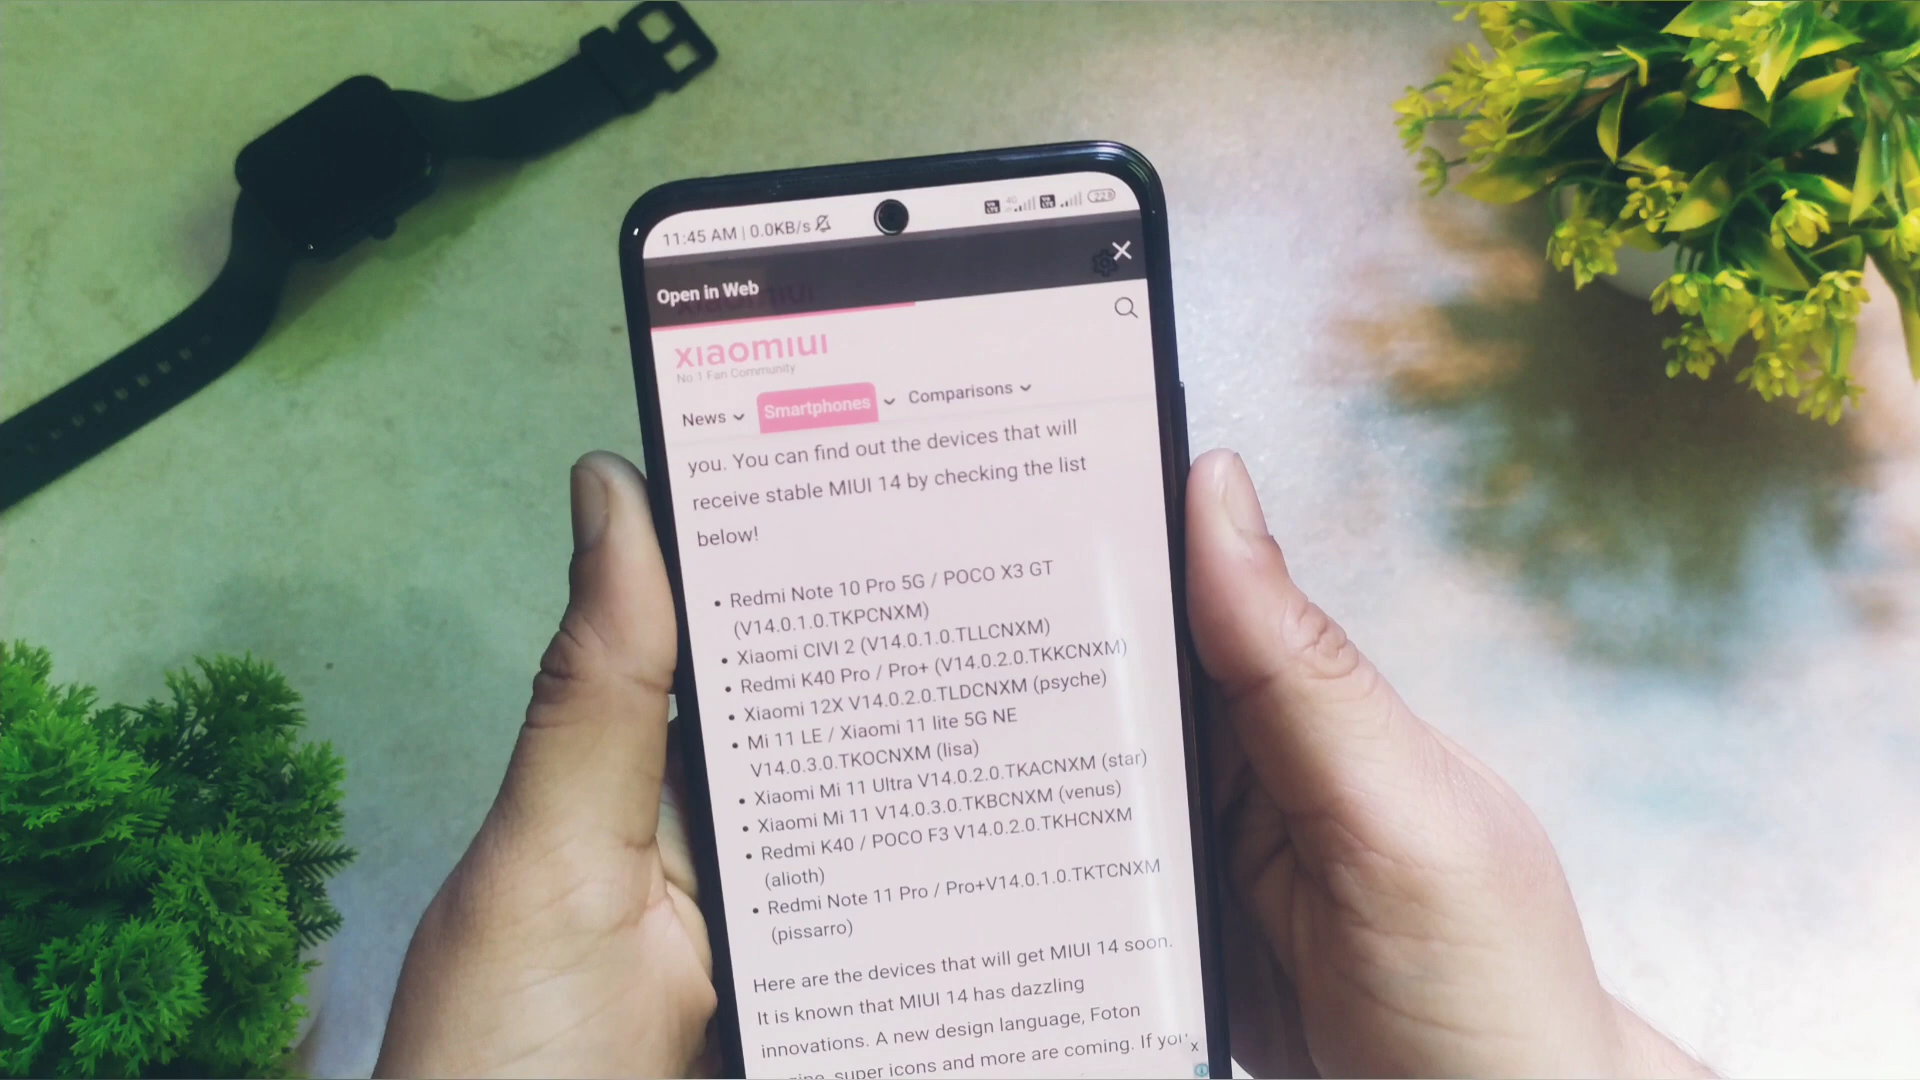 11:45 AM | 0.0KB/s
Open in Web
xiaomiui
No:1 Fan Community
News
Smartphones
Comparisons
you. You can find out the devices that will
receive stable MIUI 14 by checking the list
below!
• Redmi Note 10 Pro 5G / POCO X3 GT
(V14.0.1.0.TKPCNXM)
• Xiaomi CIVI 2 (V14.0.1.0.TLLCNXM)
• Redmi K40 Pro / Pro+ (V14.0.2.0.TKKCNXM)
• Xiaomi 12X V14.0.2.0.TLDCNXM (psyche)
• Mi 11 LE / Xiaomi 11 lite 5G NE
V14.0.3.0.TKOCNXM (lisa)
• Xiaomi Mi 11 Ultra V14.0.2.0.TKACNXM (star)
• Xiaomi Mi 11 V14.0.3.0.TKBCNXM (venus)
• Redmi K40 / POCO F3 V14.0.2.0.TKHCNXM
(alioth)
• Redmi Note 11 Pro / Pro+V14.0.1.0.TKTCNXM
(pissarro)
Here are the devices that will get MIUI 14 soon.
It is known that MIUI 14 has dazzling
innovations. A new design language, Foton
super icons and more are coming. If you